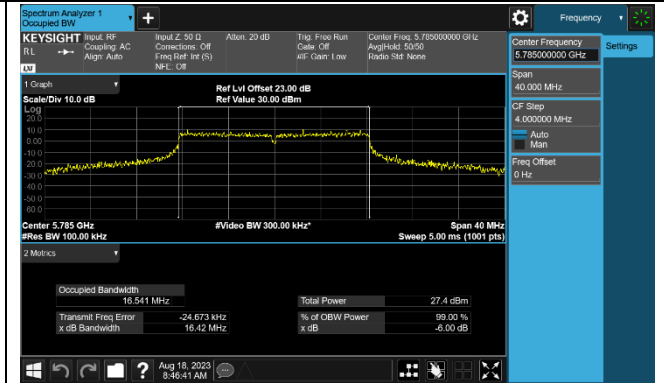 Spectrum Analyzer 1
Occupied BW
+
Frequency
KEYSIGHT
RL
LXI
Input: RF
Coupling: AC
Align: Auto
Input Z: 50 Ω
Corrections: Off
Freq Ref: Int (S)
NFE: Off
Atten: 20 dB
Trig: Free Run
Gate: Off
#IF Gain: Low
Center Freq: 5.785000000 GHz
Avg|Hold: 50/50
Radio Std: None
Center Frequency
5.785000000 GHz
Settings
Span
40.000 MHz
CF Step
4.000000 MHz
Auto
Man
Freq Offset
0 Hz
1 Graph
Ref Lvl Offset 23.00 dB
Scale/Div 10.0 dB
Ref Value 30.00 dBm
Log
20.0
10.0
0.00
-10.0
-20.0
-30.0
-40.0
-50.0
-60.0
Center 5.785 GHz
#Video BW 300.00 kHz*
Span 40 MHz
#Res BW 100.00 kHz
Sweep 5.00 ms (1001 pts)
2 Metrics
Occupied Bandwidth
16.541 MHz
Total Power 27.4 dBm
Transmit Freq Error -24.673 kHz
% of OBW Power 99.00 %
x dB Bandwidth 16.42 MHz
x dB -6.00 dB
?
Aug 18, 2023
8:46:41 AM